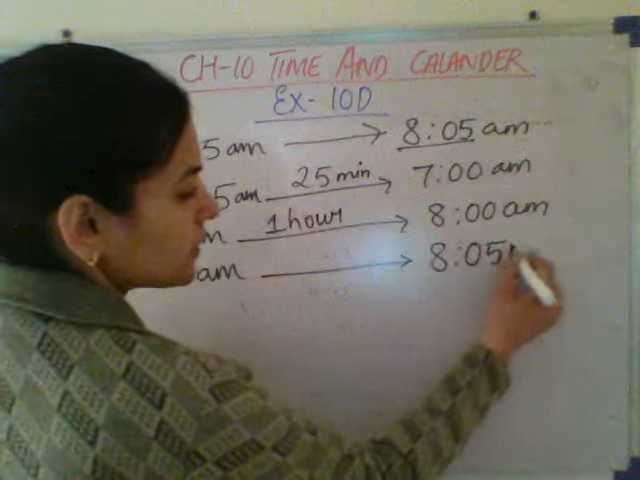 CH-10 TIME AND CALANDER
Ex- 10D
5 am → 8:05 am
5 am 25 min → 7:00 am
m 1 hour → 8:00 am
am → 8:05